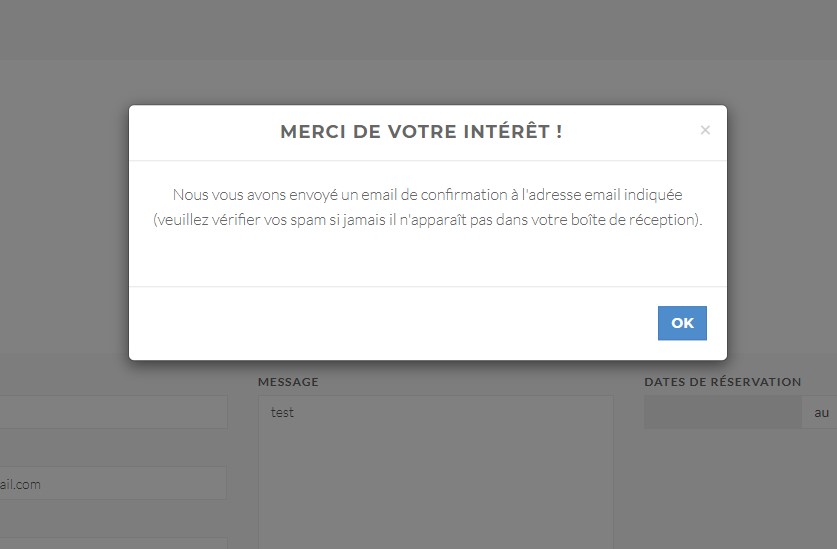 MERCI DE VOTRE INTÉRÊT !
×
Nous vous avons envoyé un email de confirmation à l'adresse email indiquée
(veuillez vérifier vos spam si jamais il n'apparaît pas dans votre boîte de réception).
OK
MESSAGE
DATES DE RÉSERVATION
test
au
ail.com